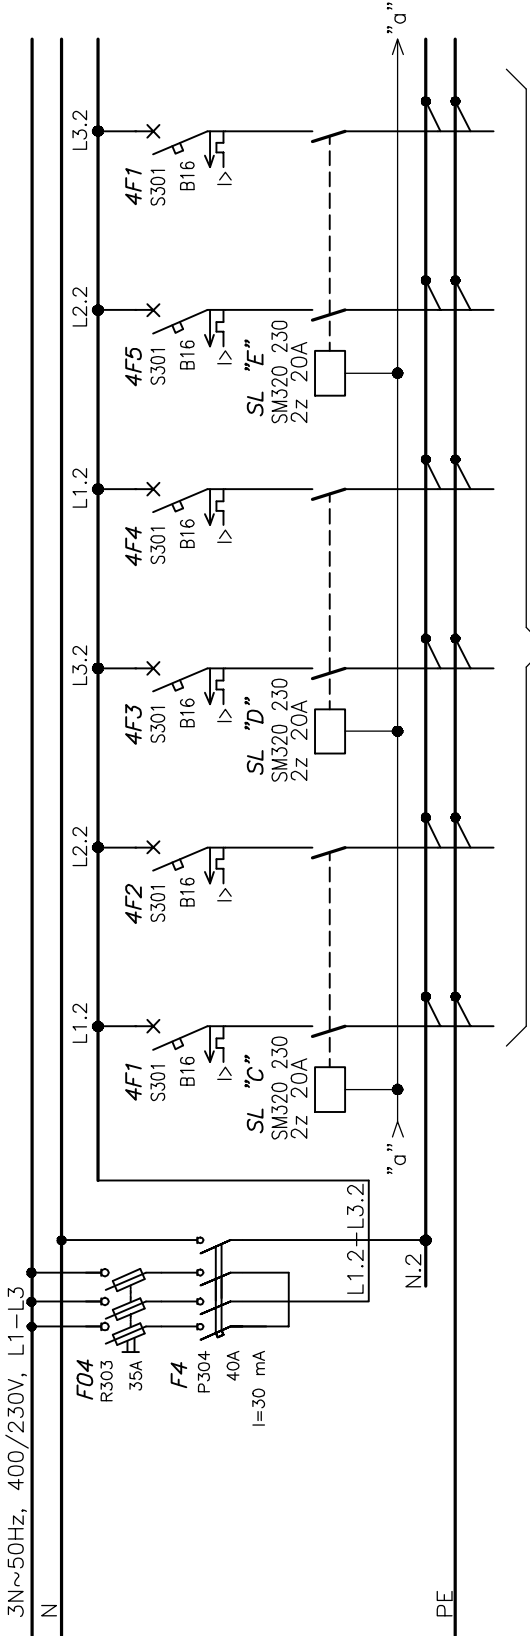 3N~50Hz, 400/230V, L1-L3
N
PE
F04
R303
35A
F4
P304
40A
I=30 mA
L1.2-L3.2
N.2
"a"
L1.2
4F1
S301
B16
I>
SL "C"
SM320 230
2z 20A
L2.2
4F2
S301
B16
I>
L3.2
4F3
S301
B16
I>
SL "D"
SM320 230
2z 20A
L1.2
4F4
S301
B16
I>
L2.2
4F5
S301
B16
I>
SL "E"
SM320 230
2z 20A
L3.2
4F1
S301
B16
I>
"a"